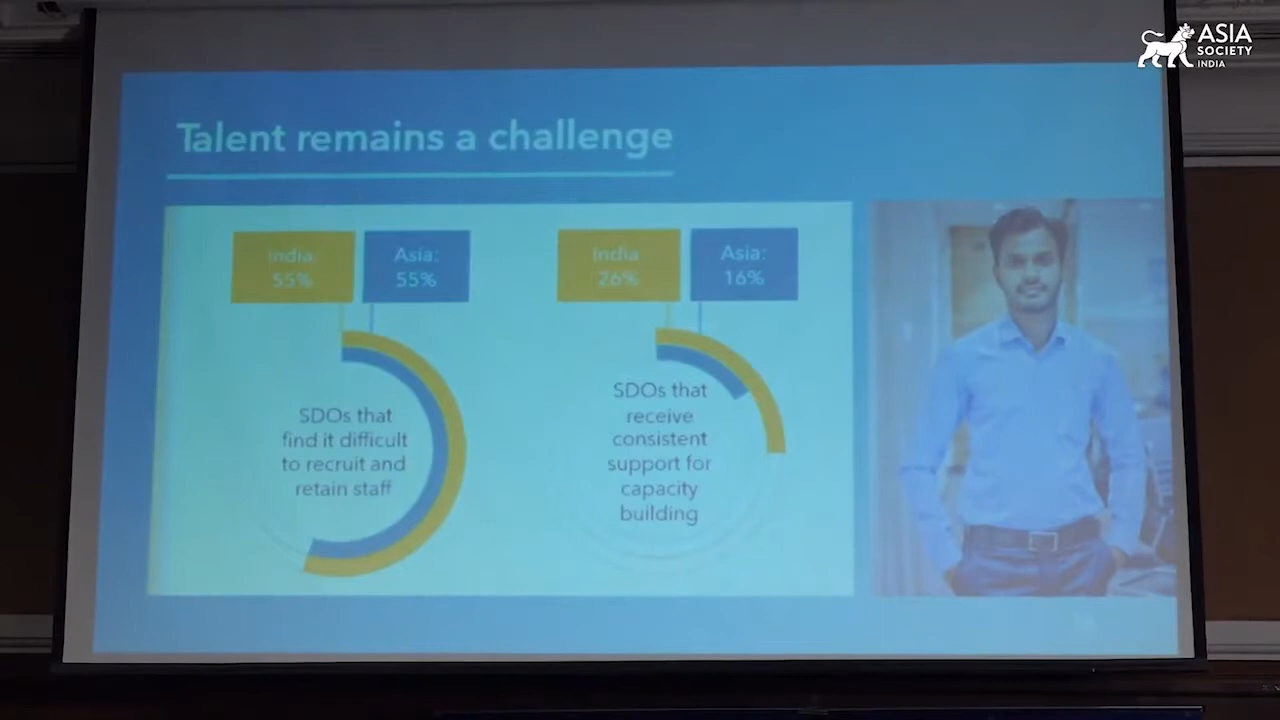 ASIA
SOCIETY
INDIA
Talent remains a challenge
India:
55%
Asia:
55%
India
26%
Asia:
16%
SDOs that
find it difficult
to recruit and
retain staff
SDOs that
receive
consistent
support for
capacity
building